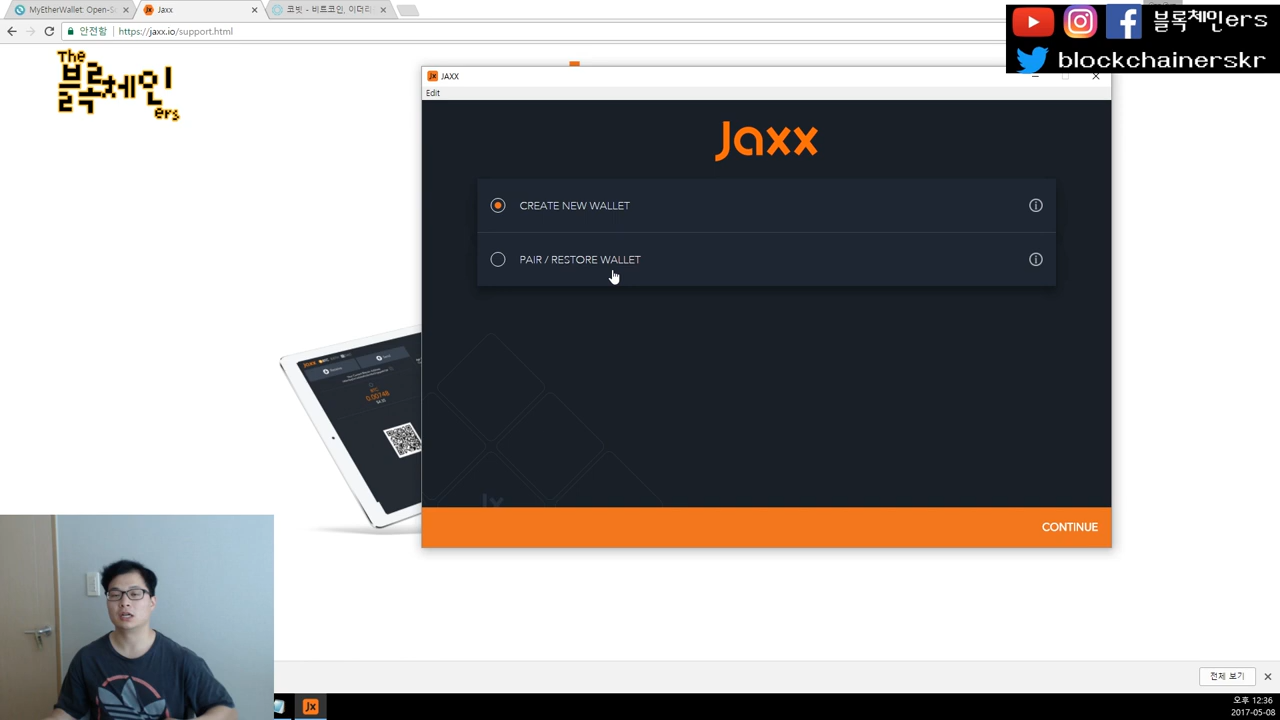 MyEtherWallet: Open-S
Jaxx
코빗 - 비트코인, 이더리
안전함 https://jaxx.io/support.html
블록체인ers
blockchainerskr
The
블록체인
ers
JAXX
Edit
Jaxx
CREATE NEW WALLET
PAIR / RESTORE WALLET
Jx
CONTINUE
전체 보기
Jx
오후 12:36
2017-05-08